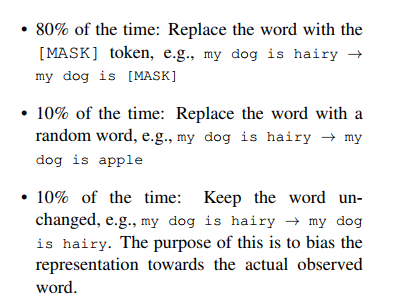 • 80% of the time: Replace the word with the
[MASK] token, e.g., my dog is hairy →
my dog is [MASK]
• 10% of the time: Replace the word with a
random word, e.g., my dog is hairy → my
dog is apple
• 10% of the time: Keep the word un-
changed, e.g., my dog is hairy → my dog
is hairy. The purpose of this is to bias the
representation towards the actual observed
word.